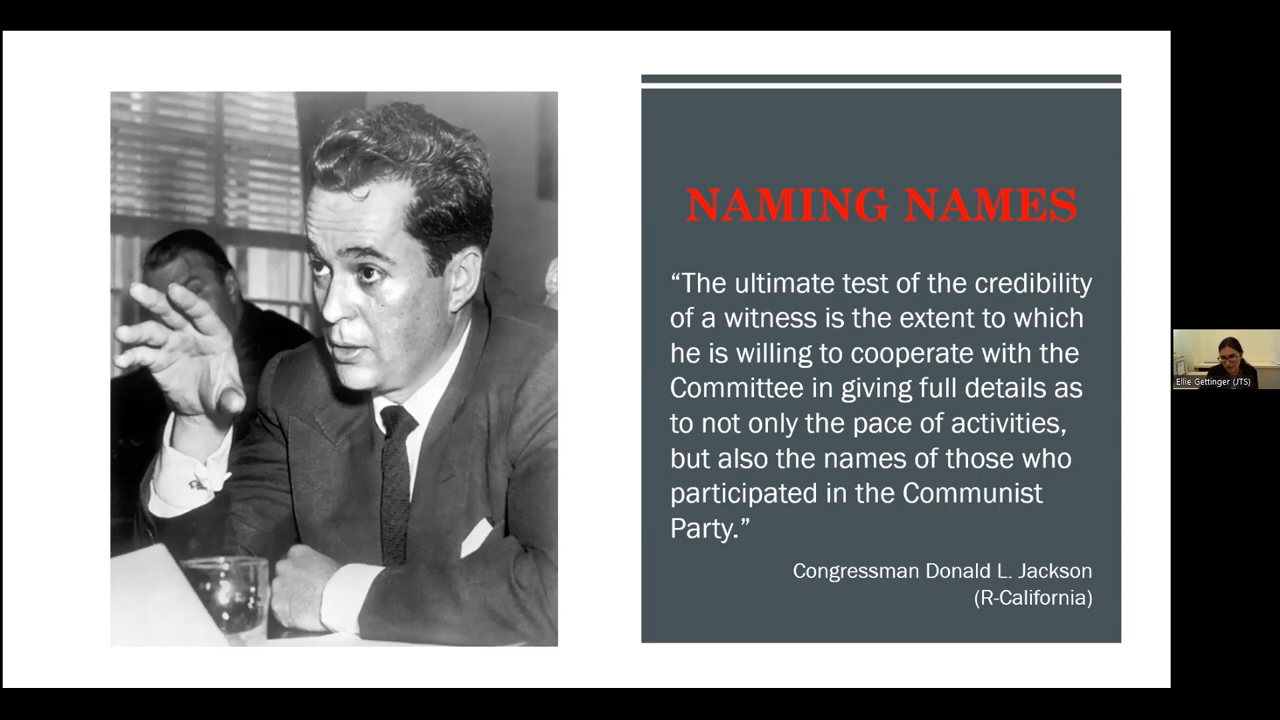 NAMING NAMES
“The ultimate test of the credibility
of a witness is the extent to which
he is willing to cooperate with the
Committee in giving full details as
to not only the pace of activities,
but also the names of those who
participated in the Communist
Party.”
Congressman Donald L. Jackson
(R-California)
Ellie Gettinger (JTS)